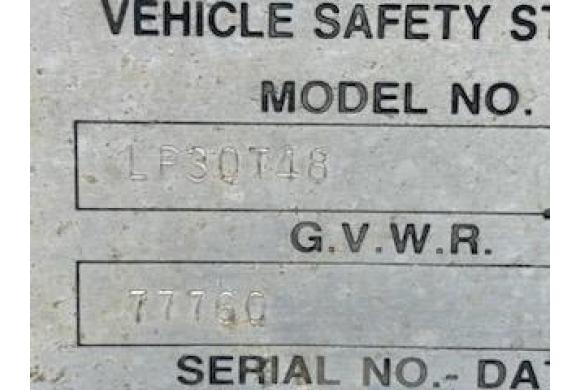 VEHICLE SAFETY ST
MODEL NO.
LP30T48
G.V.W.R.
77760
SERIAL NO.- DAT